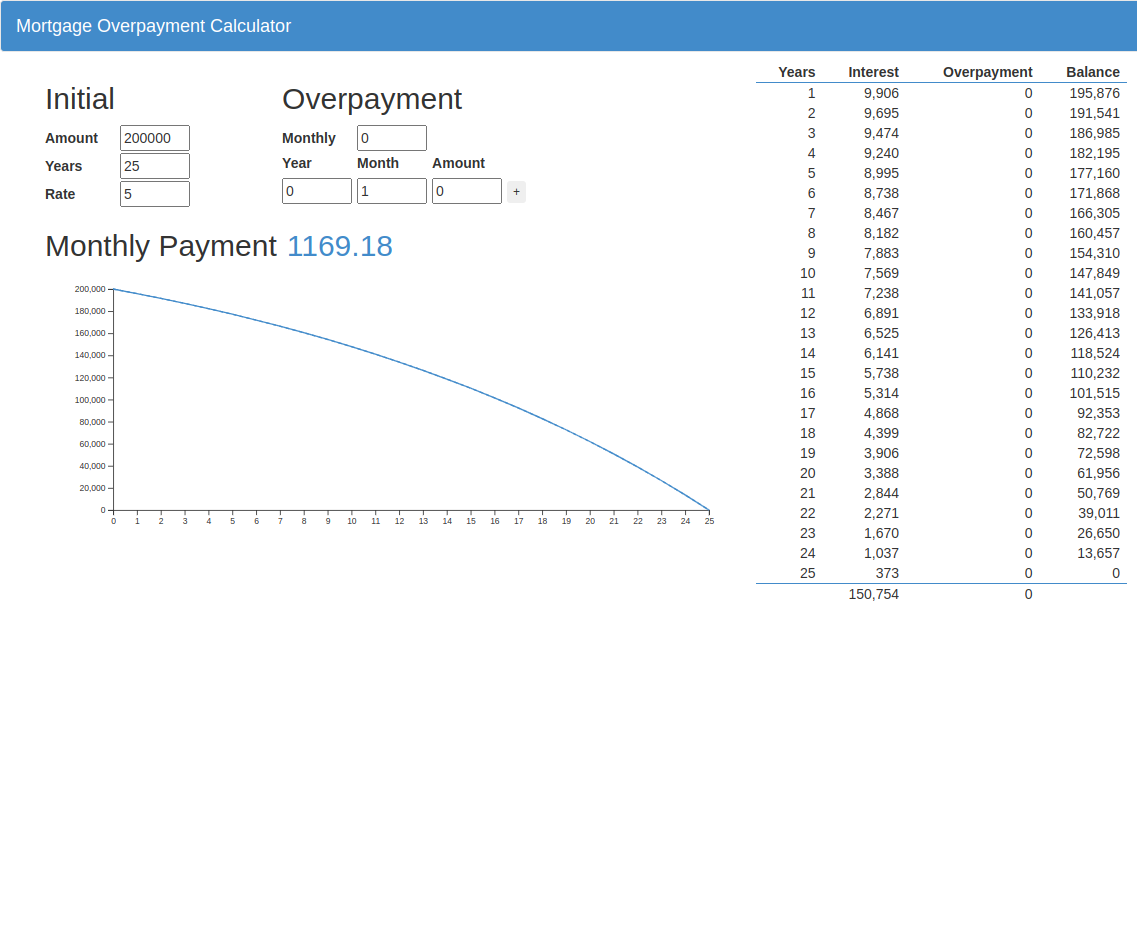 Mortgage Overpayment Calculator
Initial
Amount 200000
Years 25
Rate 5
Overpayment
Monthly 0
Year Month Amount
0 1 0 +
Monthly Payment 1169.18
200,000
180,000
160,000
140,000
120,000
100,000
80,000
60,000
40,000
20,000
0
0 1 2 3 4 5 6 7 8 9 10 11 12 13 14 15 16 17 18 19 20 21 22 23 24 25
Years Interest Overpayment Balance
1 9,906 0 195,876
2 9,695 0 191,541
3 9,474 0 186,985
4 9,240 0 182,195
5 8,995 0 177,160
6 8,738 0 171,868
7 8,467 0 166,305
8 8,182 0 160,457
9 7,883 0 154,310
10 7,569 0 147,849
11 7,238 0 141,057
12 6,891 0 133,918
13 6,525 0 126,413
14 6,141 0 118,524
15 5,738 0 110,232
16 5,314 0 101,515
17 4,868 0 92,353
18 4,399 0 82,722
19 3,906 0 72,598
20 3,388 0 61,956
21 2,844 0 50,769
22 2,271 0 39,011
23 1,670 0 26,650
24 1,037 0 13,657
25 373 0 0
150,754 0